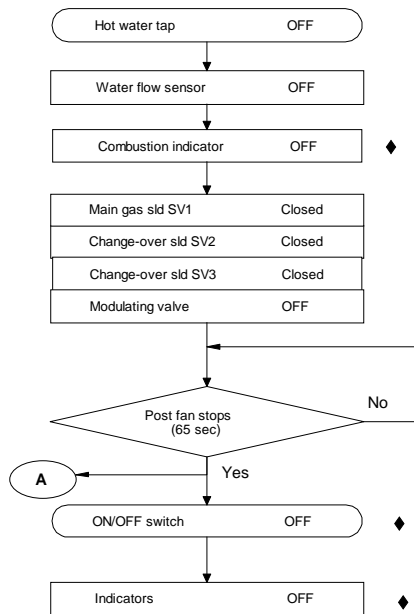 Hot water tap OFF
Water flow sensor OFF
Combustion indicator OFF
Main gas sld SV1 Closed
Change-over sld SV2 Closed
Change-over sld SV3 Closed
Modulating valve OFF
Post fan stops
(65 sec)
No
Yes
A
ON/OFF switch OFF
Indicators OFF